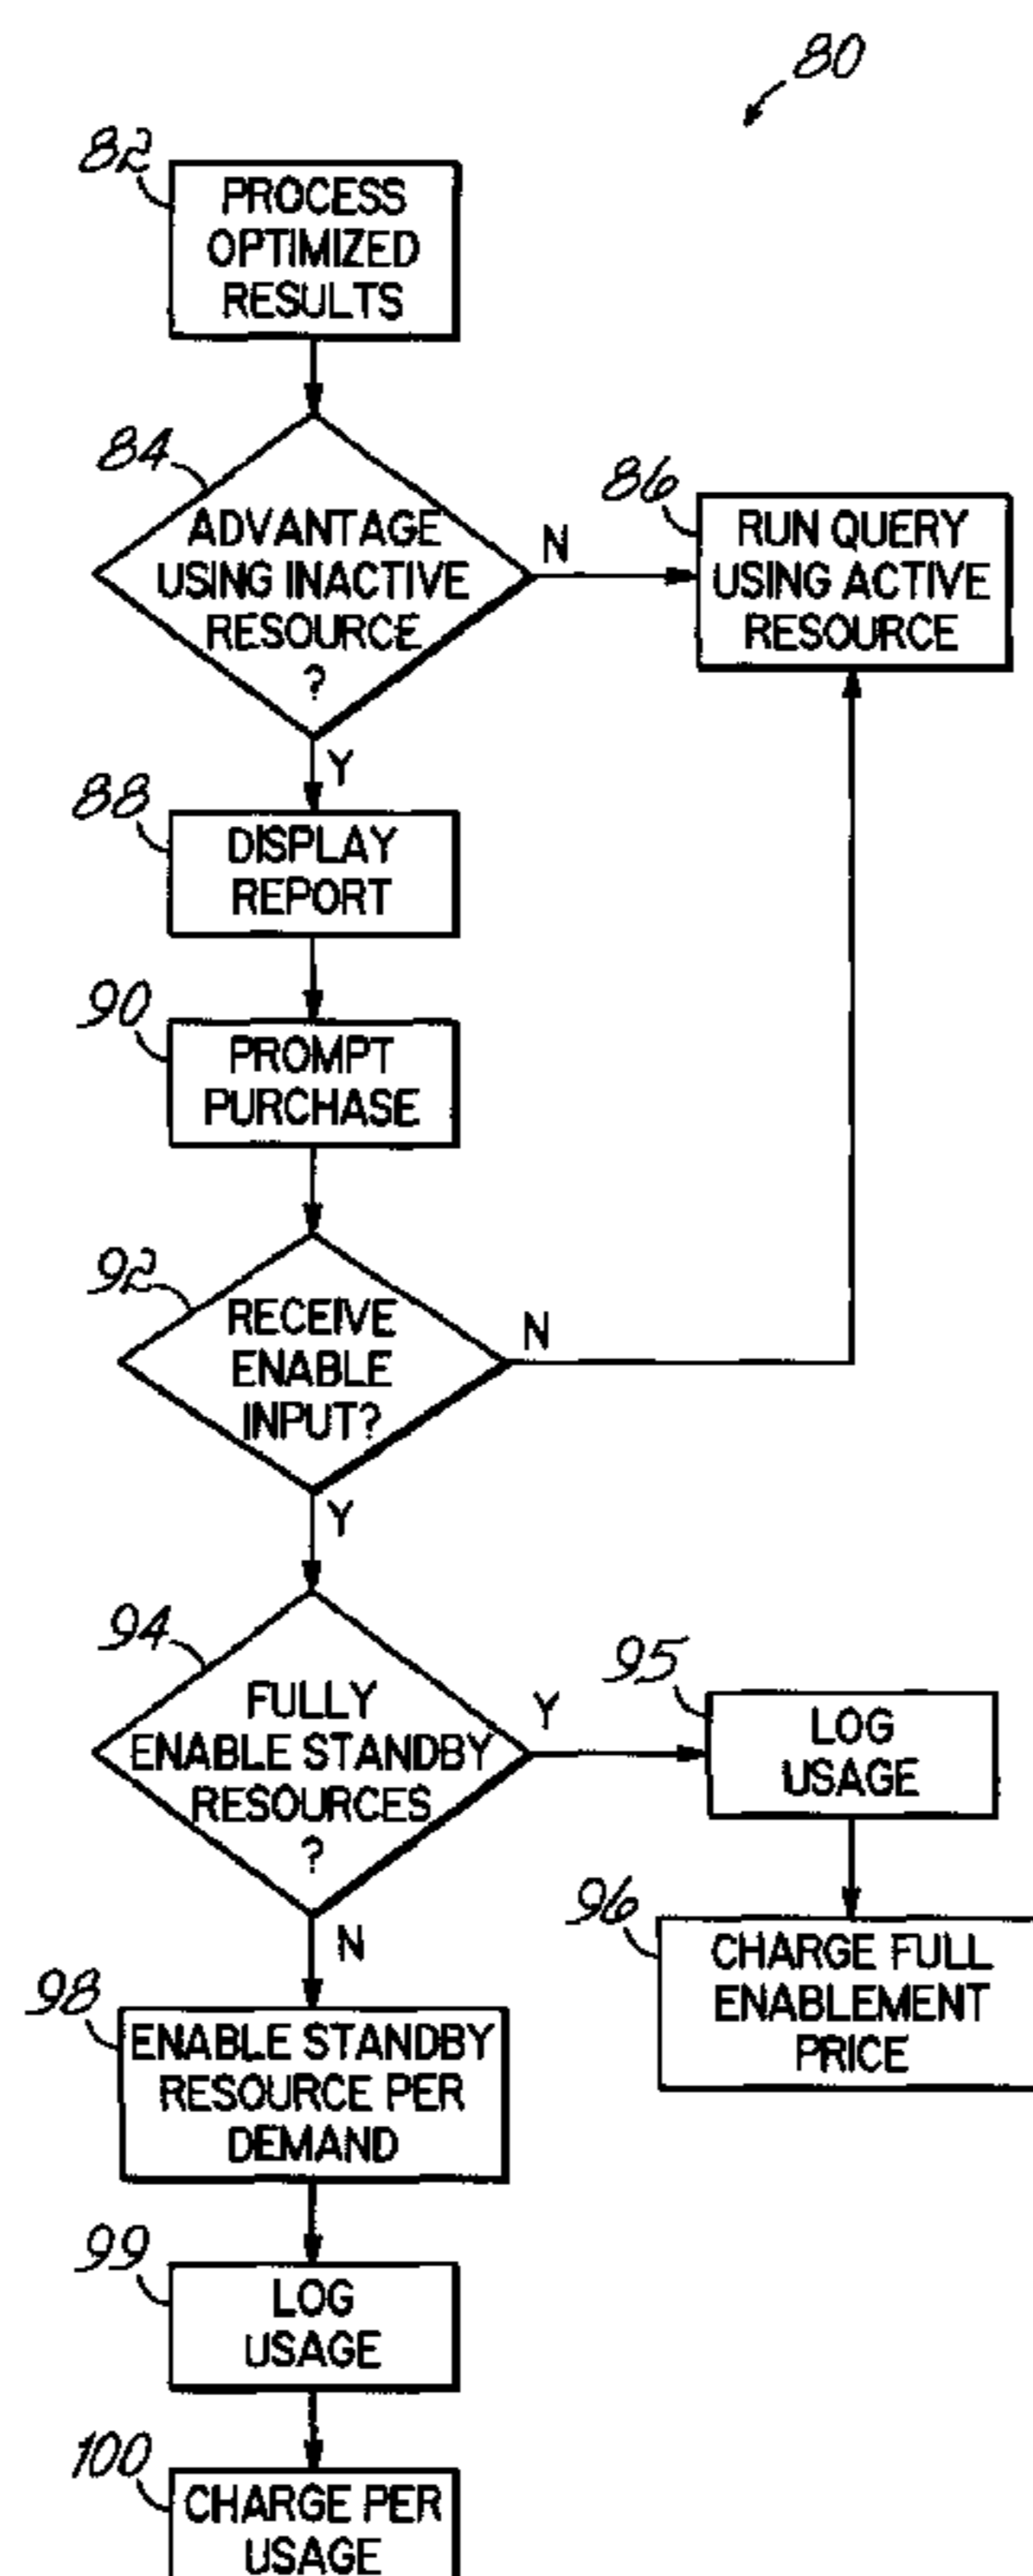 80
82
PROCESS
OPTIMIZED
RESULTS
84
ADVANTAGE
USING INACTIVE
RESOURCE
?
N
86
RUN QUERY
USING ACTIVE
RESOURCE
Y
88
DISPLAY
REPORT
90
PROMPT
PURCHASE
92
RECEIVE
ENABLE
INPUT?
N
Y
94
FULLY
ENABLE STANDBY
RESOURCES
?
Y
95
LOG
USAGE
96
CHARGE FULL
ENABLEMENT
PRICE
N
98
ENABLE STANDBY
RESOURCE PER
DEMAND
99
LOG
USAGE
100
CHARGE PER
USAGE